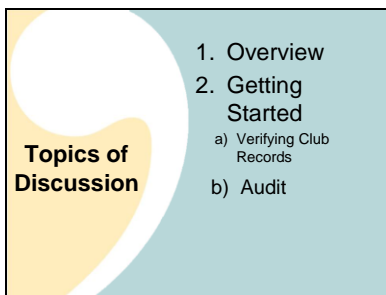 Topics of
Discussion
1. Overview
2. Getting
Started
a) Verifying Club
Records
b) Audit